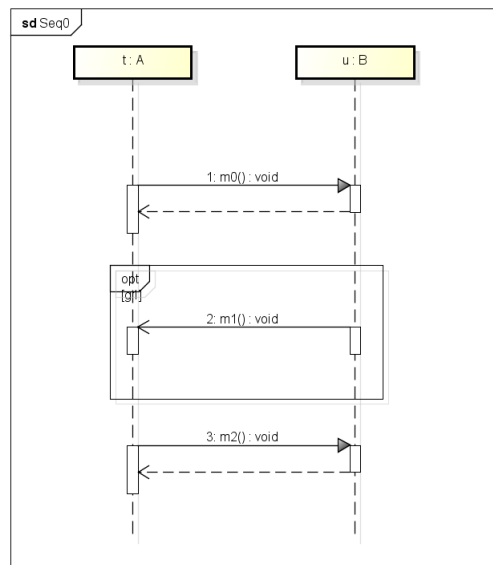 sd Seq0
t : A
u : B
1: m0() : void
opt
2: m1() : void
3: m2() : void